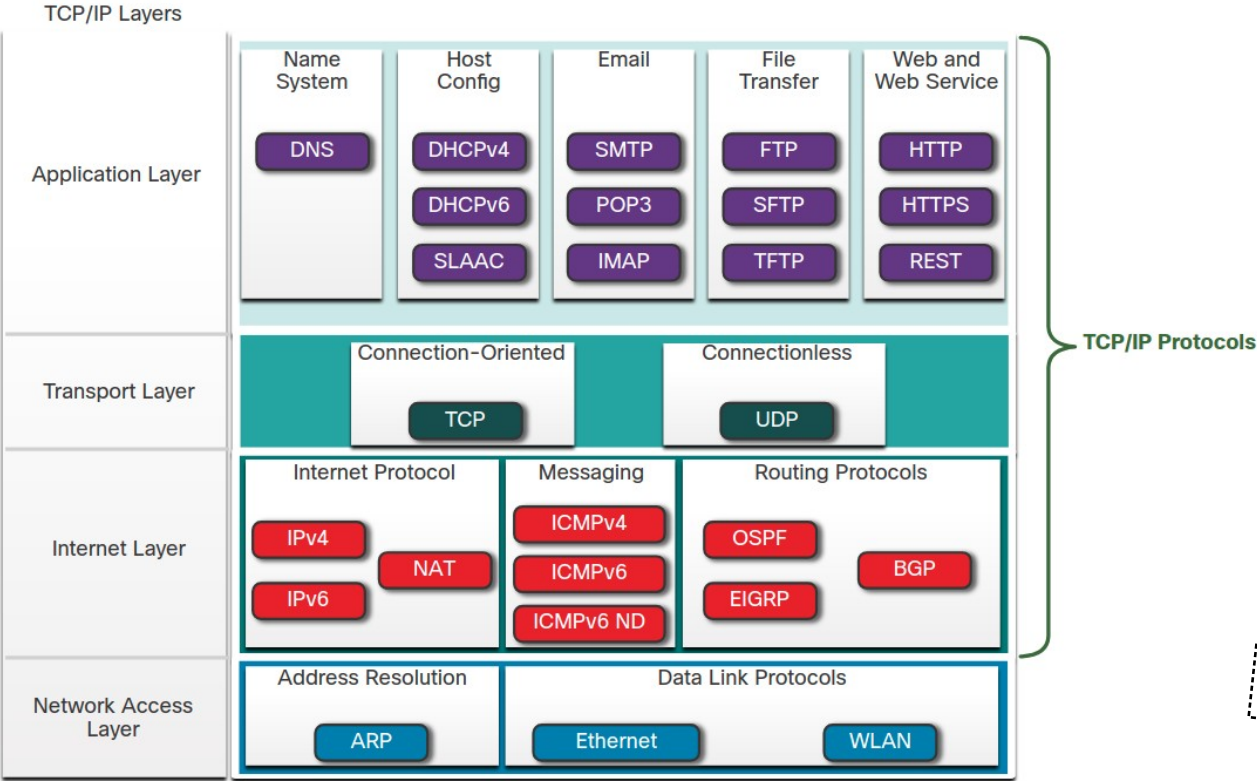 TCP/IP Layers
Application Layer
Name
System
DNS
Host
Config
DHCPv4
DHCPv6
SLAAC
Email
SMTP
POP3
IMAP
File
Transfer
FTP
SFTP
TFTP
Web and
Web Service
HTTP
HTTPS
REST
TCP/IP Protocols
Transport Layer
Connection-Oriented
TCP
Connectionless
UDP
Internet Layer
Internet Protocol
IPv4
NAT
IPv6
Messaging
ICMPv4
ICMPv6
ICMPv6 ND
Routing Protocols
OSPF
BGP
EIGRP
Network Access
Layer
Address Resolution
ARP
Data Link Protocols
Ethernet
WLAN